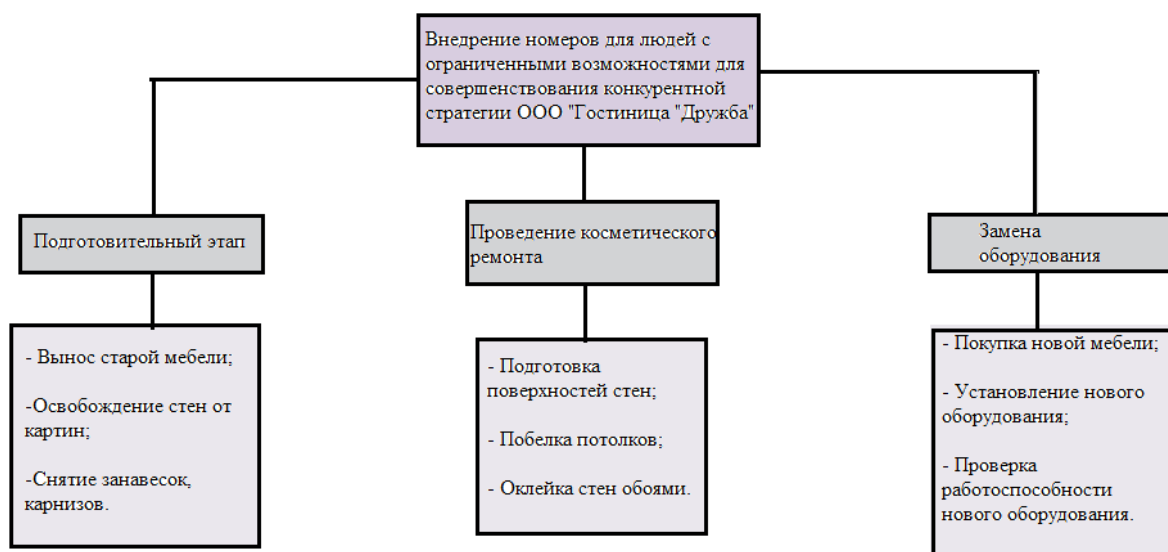 Внедрение номеров для людей с
ограниченными возможностями для
совершенствования конкурентной
стратегии ООО "Гостиница "Дружба"
Подготовительный этап
Проведение косметического
ремонта
Замена
оборудования
- Вынос старой мебели;
-Освобождение стен от
картин;
-Снятие занавесок,
карнизов.
- Подготовка
поверхностей стен;
- Побелка потолков;
- Оклейка стен обоями.
- Покупка новой мебели;
- Установление нового
оборудования;
- Проверка
работоспособности
нового оборудования.